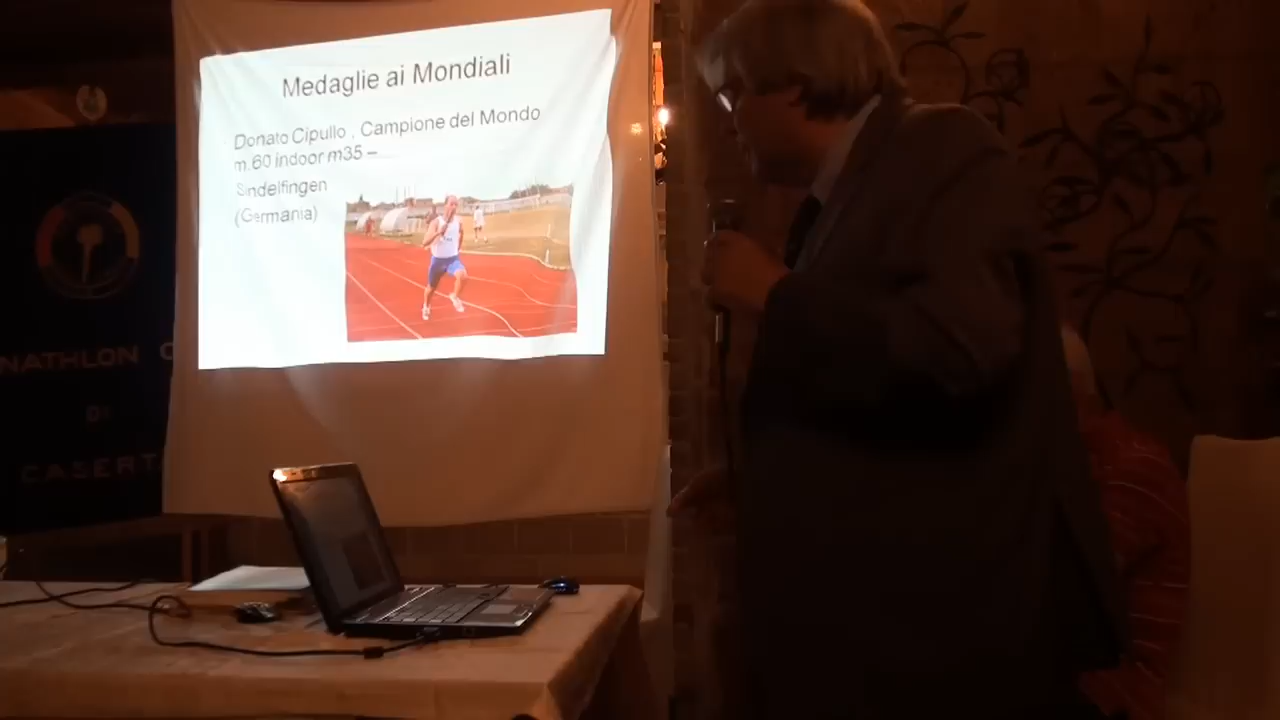 Medaglie ai Mondiali
Donato Cipullo , Campione del Mondo
m.60 indoor m35 –
Sindelfingen
(Germania)
NATHLON C
DI
CASERT